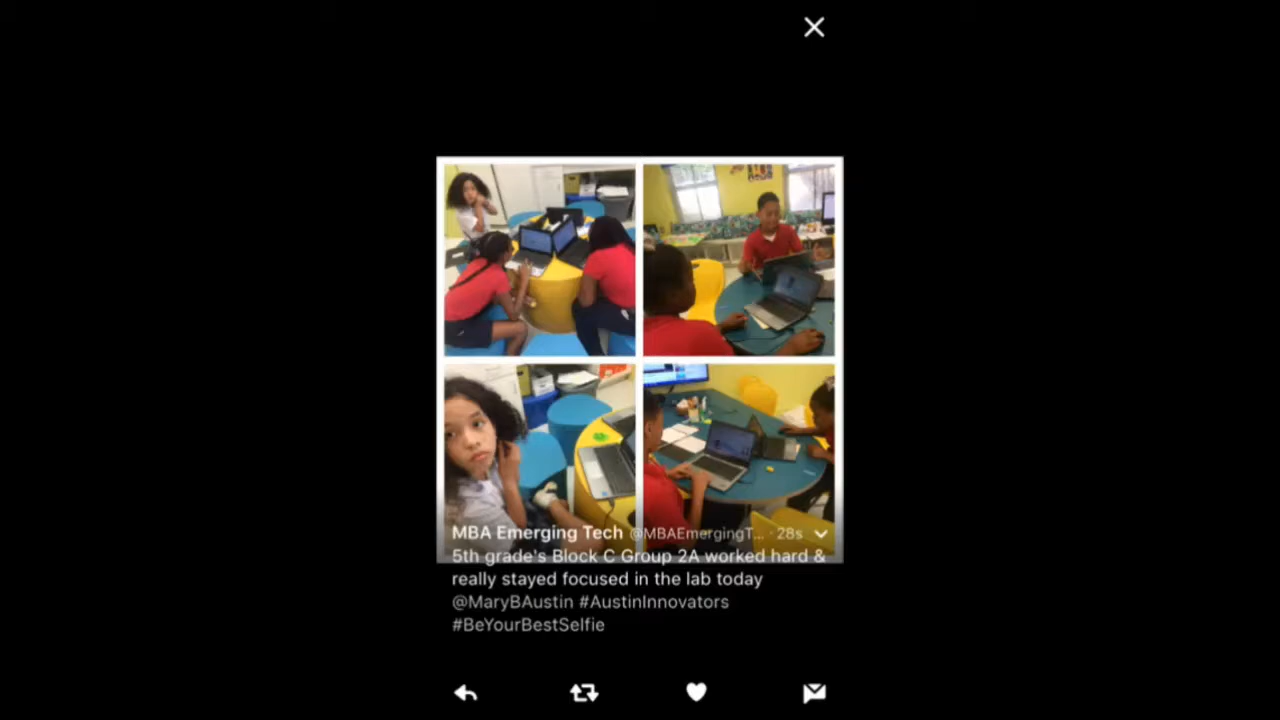 MBA Emerging Tech @MBAEmergingT... · 28s
5th grade's Block C Group 2A worked hard &
really stayed focused in the lab today
@MaryBAustin #AustinInnovators
#BeYourBestSelfie